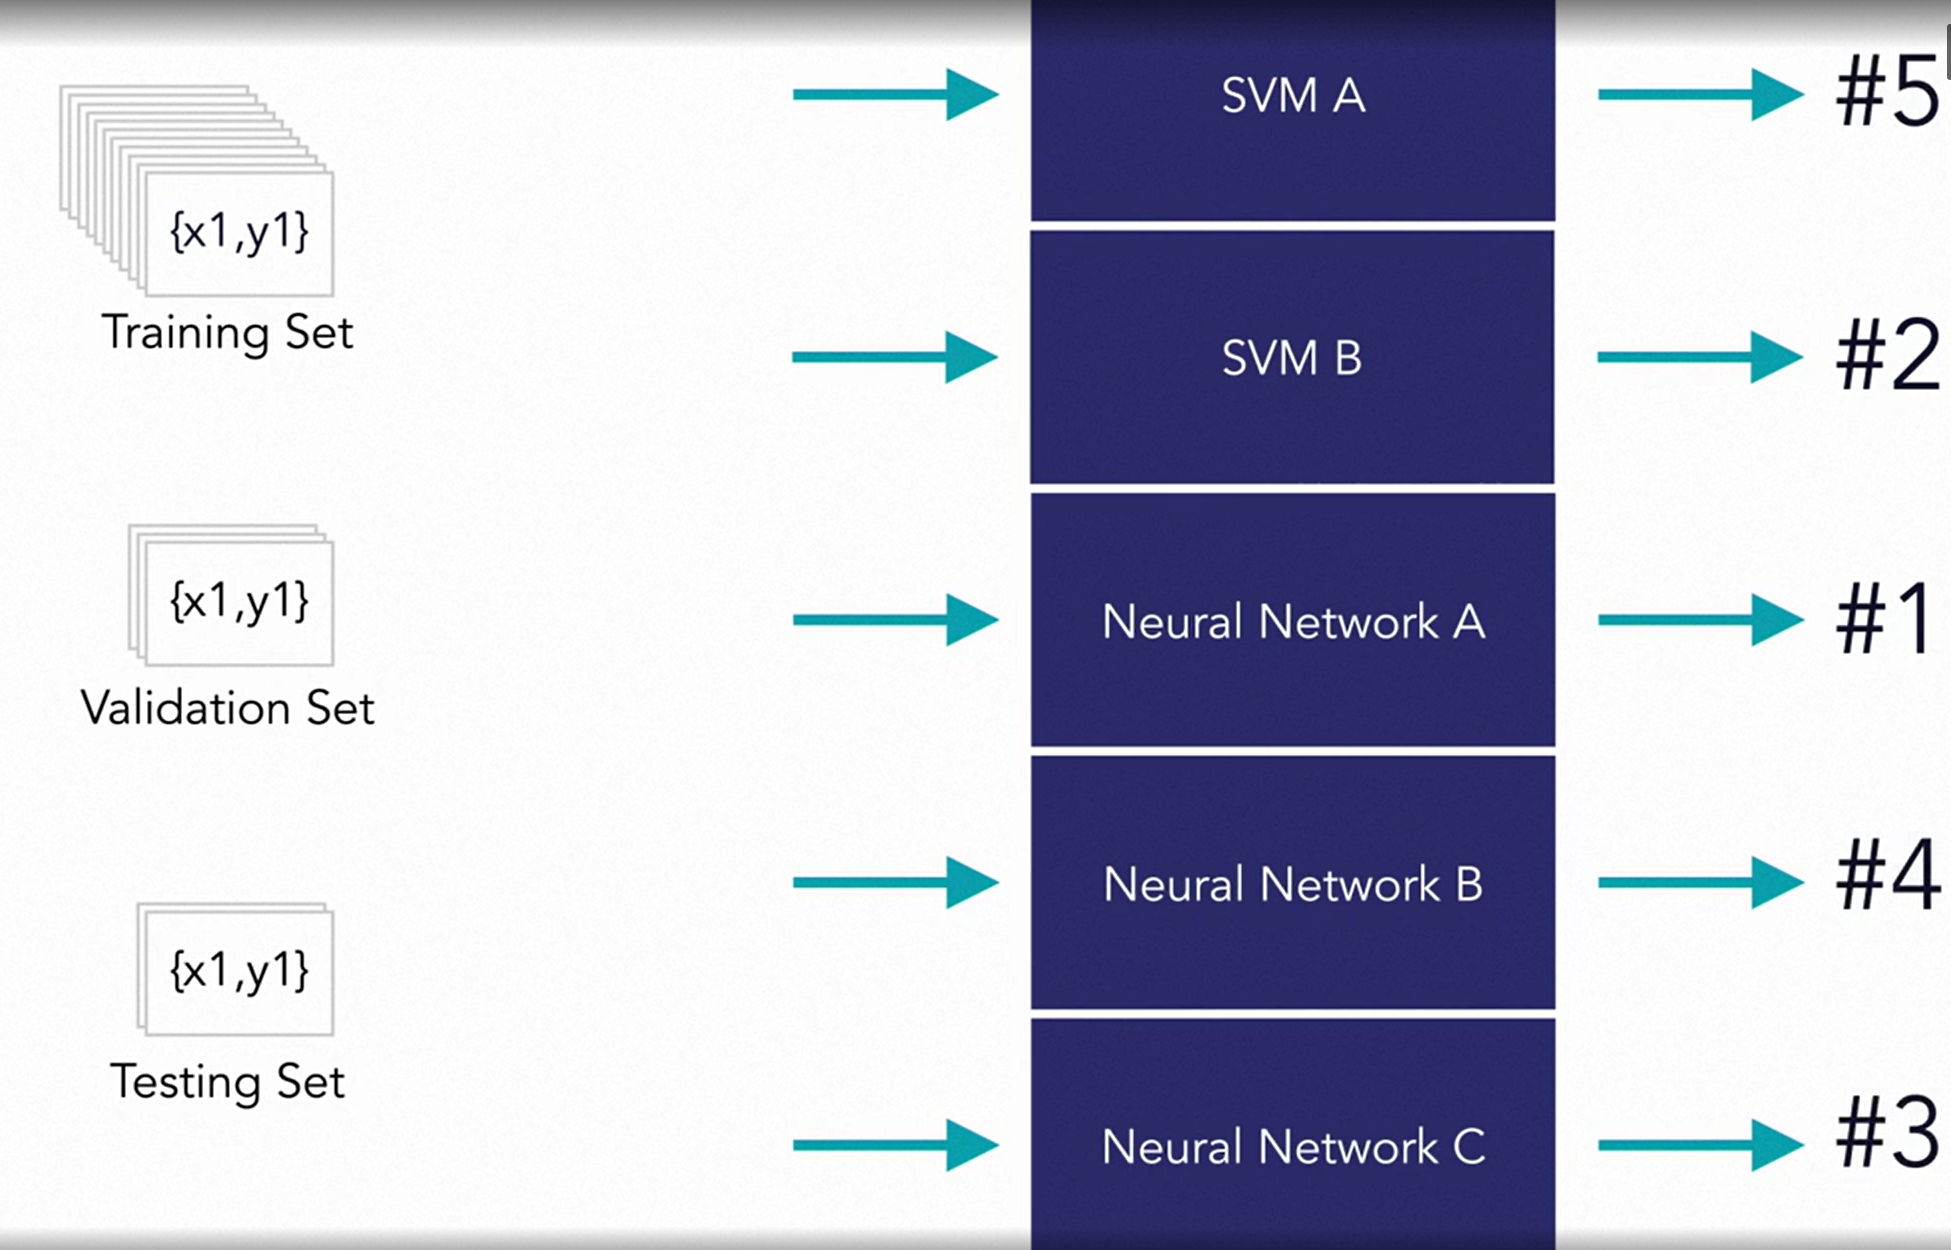 {x1,y1}
Training Set
{x1,y1}
Validation Set
{x1,y1}
Testing Set
SVM A
#5
SVM B
#2
Neural Network A
#1
Neural Network B
#4
Neural Network C
#3